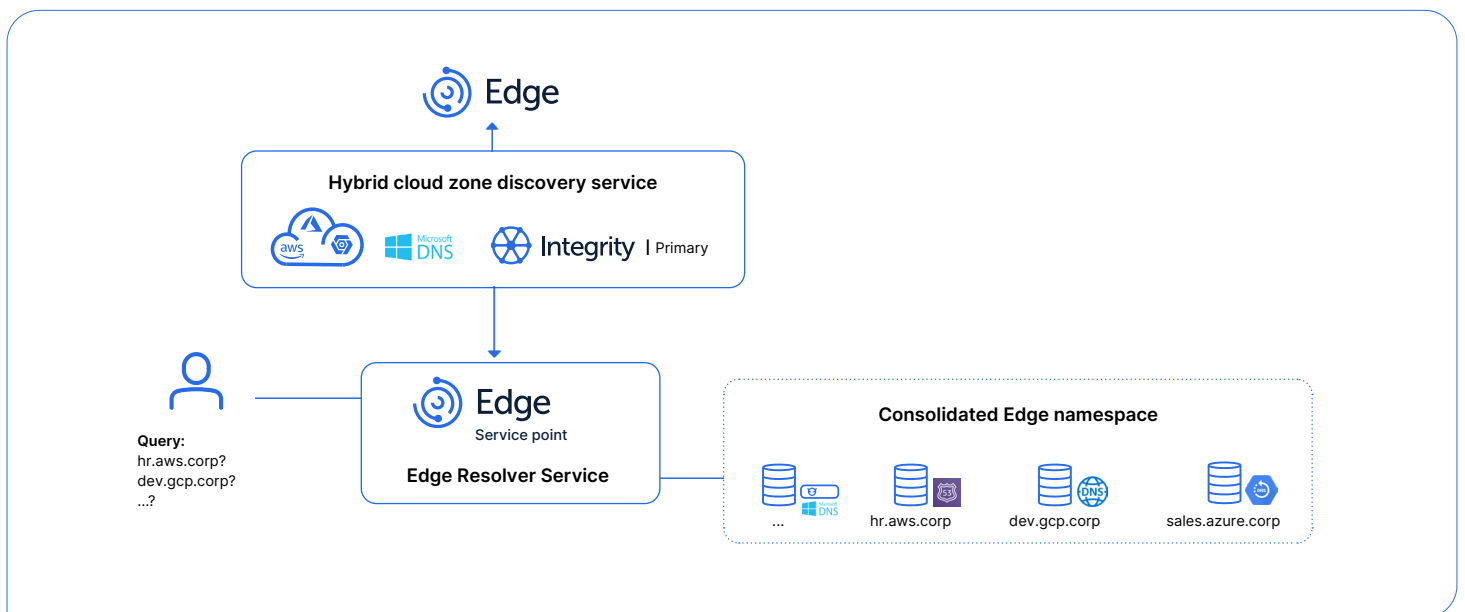 Edge
Hybrid cloud zone discovery service
aws
Microsoft
DNS
Integrity | Primary
Edge
Service point
Edge Resolver Service
Query:
hr.aws.corp?
dev.gcp.corp?
...?
Consolidated Edge namespace
Microsoft
DNS
53
DNS
DNS
...
hr.aws.corp
dev.gcp.corp
sales.azure.corp